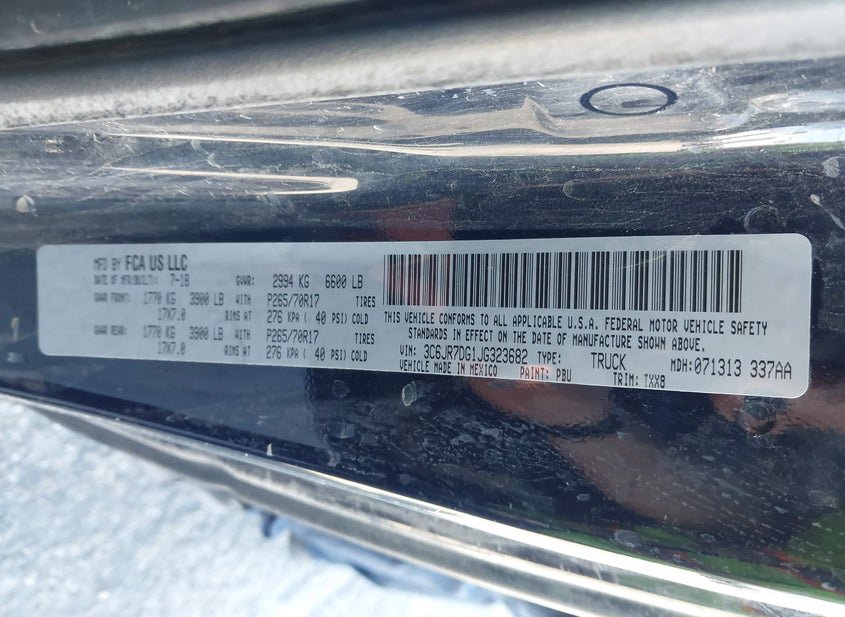 MFD BY FCA US LLC
DATE OF MFR(BUILT): 7-18 GVWR: 2994 KG 6600 LB
GAWR FRONT: 1770 KG 3900 LB WITH P265/70R17 TIRES
17X7.0 RIMS AT 276 KPA ( 40 PSI) COLD
GAWR REAR: 1770 KG 3900 LB WITH P265/70R17 TIRES
17X7.0 RIMS AT 276 KPA ( 40 PSI) COLD
THIS VEHICLE CONFORMS TO ALL APPLICABLE U.S.A. FEDERAL MOTOR VEHICLE SAFETY
STANDARDS IN EFFECT ON THE DATE OF MANUFACTURE SHOWN ABOVE.
VIN: 3C6JR7DG1JG323682 TYPE: TRUCK MDH:071313 337AA
VEHICLE MADE IN MEXICO PAINT: PBU TRIM: TXX8